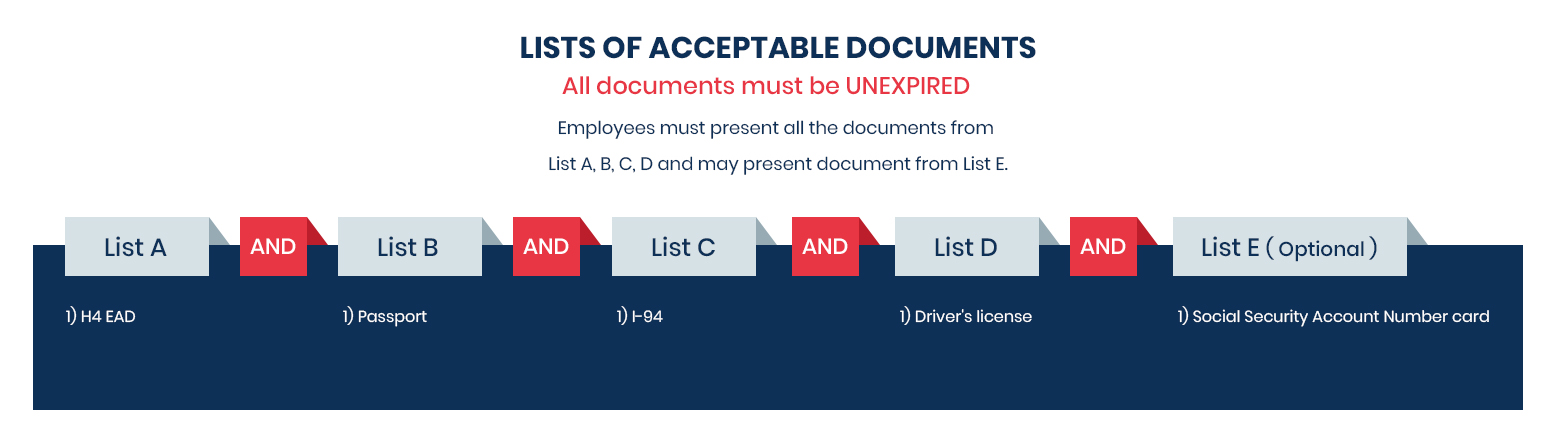 LISTS OF ACCEPTABLE DOCUMENTS
All documents must be UNEXPIRED
Employees must present all the documents from
List A, B, C, D and may present document from List E.
List A AND List B AND List C AND List D AND List E ( Optional )
1) H4 EAD 1) Passport 1) I-94 1) Driver's license 1) Social Security Account Number card